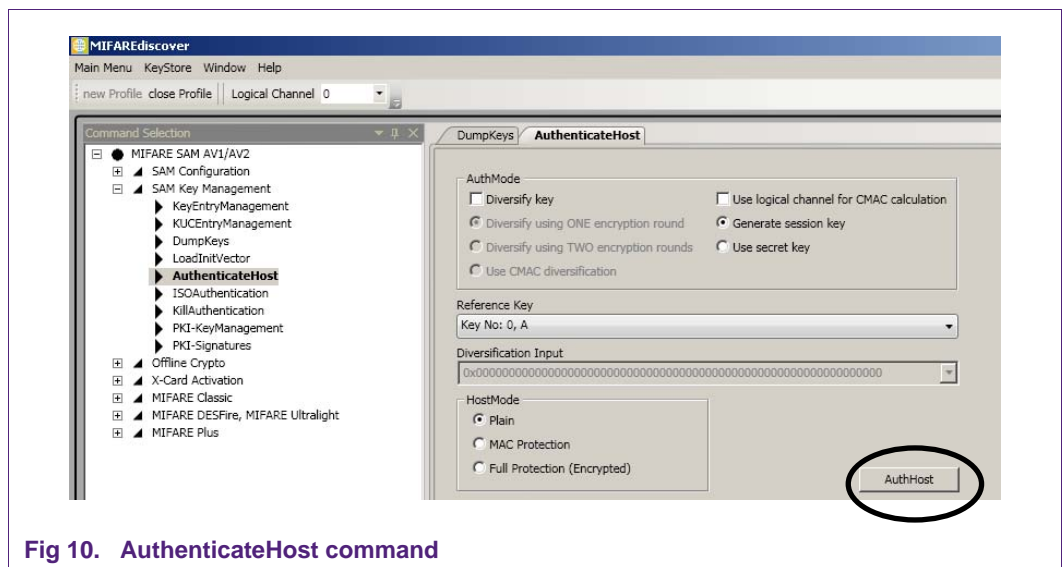 MIFAREdiscover
Main Menu KeyStore Window Help
new Profile close Profile Logical Channel 0
Command Selection
MIFARE SAM AV1/AV2
SAM Configuration
SAM Key Management
KeyEntryManagement
KUCEntryManagement
DumpKeys
LoadInitVector
AuthenticateHost
ISOAuthentication
KillAuthentication
PKI-KeyManagement
PKI-Signatures
Offline Crypto
X-Card Activation
MIFARE Classic
MIFARE DESFire, MIFARE Ultralight
MIFARE Plus
DumpKeys AuthenticateHost
AuthMode
Diversify key Use logical channel for CMAC calculation
Diversify using ONE encryption round Generate session key
Diversify using TWO encryption rounds Use secret key
Use CMAC diversification
Reference Key
Key No: 0, A
Diversification Input
HostMode
Plain
MAC Protection
Full Protection (Encrypted)
AuthHost
Fig 10. AuthenticateHost command